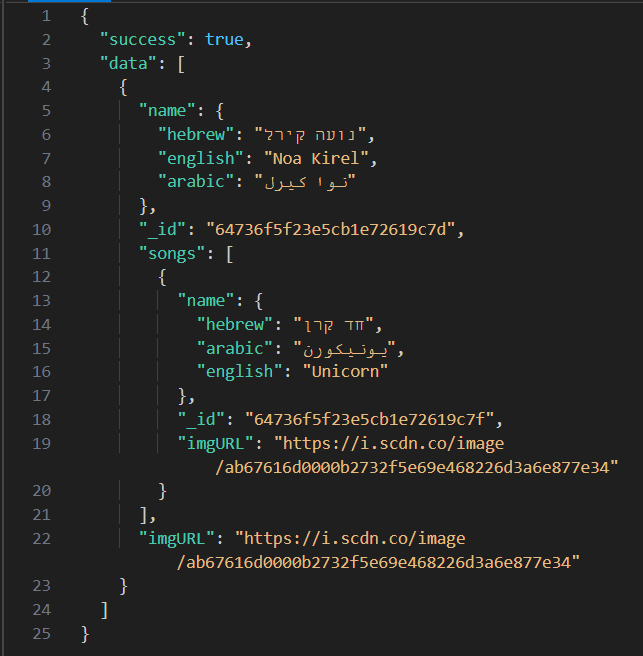 1 {
2 "success": true,
3 "data": [
4 {
5 "name": {
6 "hebrew": "נועה קירל",
7 "english": "Noa Kirel",
8 "arabic": "نوا كيرل"
9 },
10 "_id": "64736f5f23e5cb1e72619c7d",
11 "songs": [
12 {
13 "name": {
14 "hebrew": "חד קרן",
15 "arabic": "يونيكورن",
16 "english": "Unicorn"
17 },
18 "_id": "64736f5f23e5cb1e72619c7f",
19 "imgURL": "https://i.scdn.co/image
/ab67616d0000b2732f5e69e468226d3a6e877e34"
20 }
21 ],
22 "imgURL": "https://i.scdn.co/image
/ab67616d0000b2732f5e69e468226d3a6e877e34"
23 }
24 ]
25 }